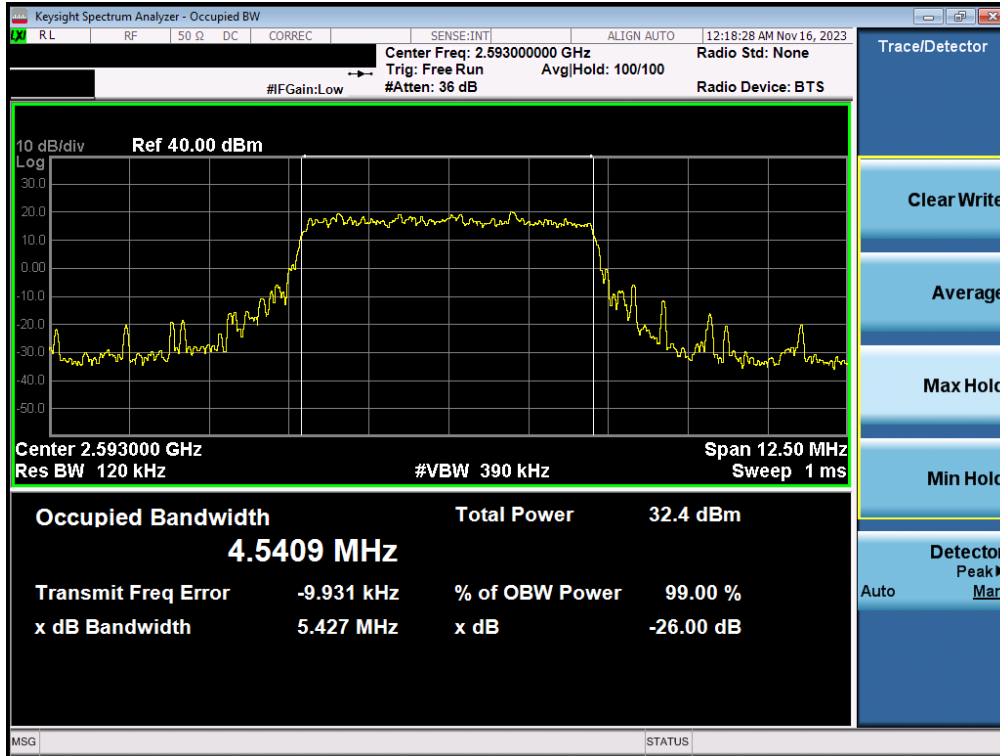 Keysight Spectrum Analyzer - Occupied BW
LXI RL RF 50 Ω DC CORREC SENSE:INT ALIGN AUTO 12:18:28 AM Nov 16, 2023
Center Freq: 2.593000000 GHz Radio Std: None
Trig: Free Run Avg|Hold: 100/100
#IFGain:Low #Atten: 36 dB Radio Device: BTS
Trace/Detector
10 dB/div Ref 40.00 dBm
Log
30.0
20.0
10.0
0.00
-10.0
-20.0
-30.0
-40.0
-50.0
Center 2.593000 GHz Span 12.50 MHz
Res BW 120 kHz #VBW 390 kHz Sweep 1 ms
Occupied Bandwidth Total Power 32.4 dBm
4.5409 MHz
Transmit Freq Error -9.931 kHz % of OBW Power 99.00 %
x dB Bandwidth 5.427 MHz x dB -26.00 dB
Clear Write
Average
Max Hold
Min Hold
Detector
Peak
Auto Man
MSG STATUS